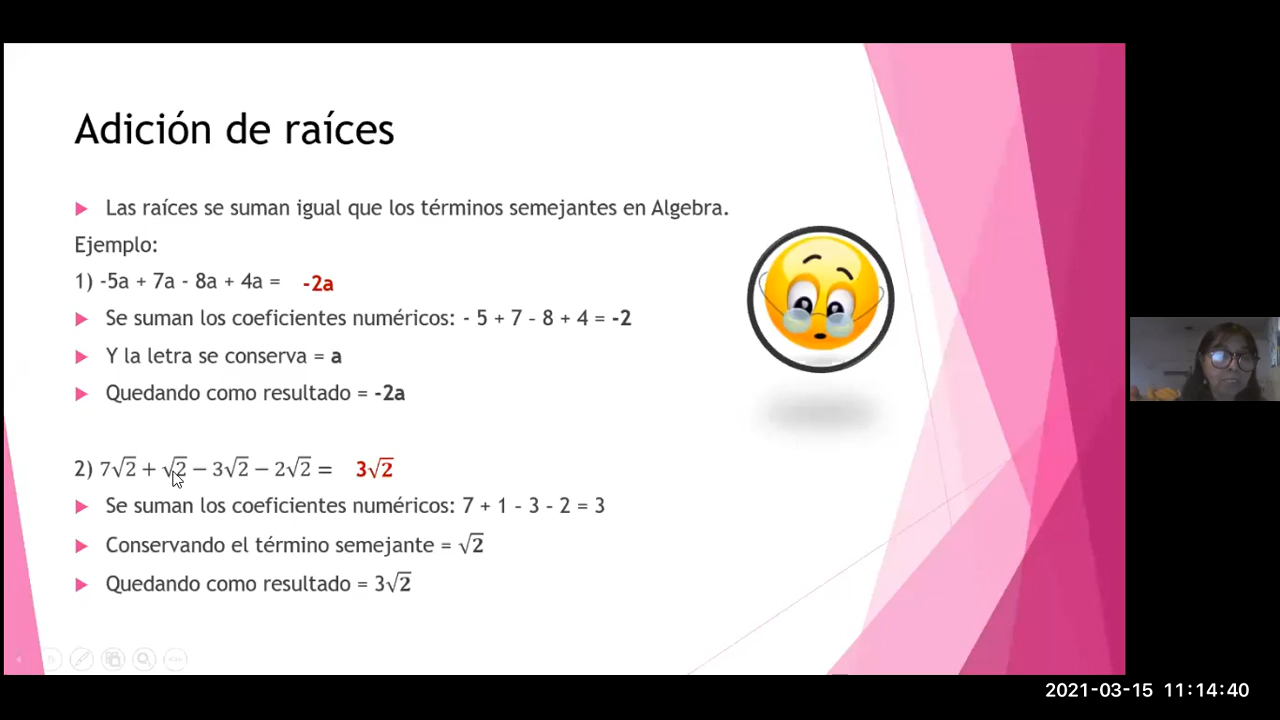 Adición de raíces
Las raíces se suman igual que los términos semejantes en Algebra.
Ejemplo:
1) -5a + 7a - 8a + 4a = -2a
Se suman los coeficientes numéricos: - 5 + 7 - 8 + 4 = -2
Y la letra se conserva = a
Quedando como resultado = -2a
2) 7√2 + √2 − 3√2 − 2√2 = 3√2
Se suman los coeficientes numéricos: 7 + 1 - 3 - 2 = 3
Conservando el término semejante = √2
Quedando como resultado = 3√2
2021-03-15 11:14:40